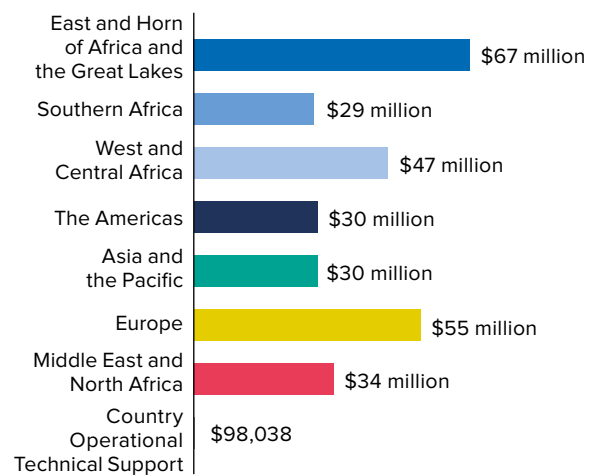 East and Horn
of Africa and
the Great Lakes
$67 million
Southern Africa
$29 million
West and
Central Africa
$47 million
The Americas
$30 million
Asia and
the Pacific
$30 million
Europe
$55 million
Middle East and
North Africa
$34 million
Country
Operational
Technical Support
$98,038